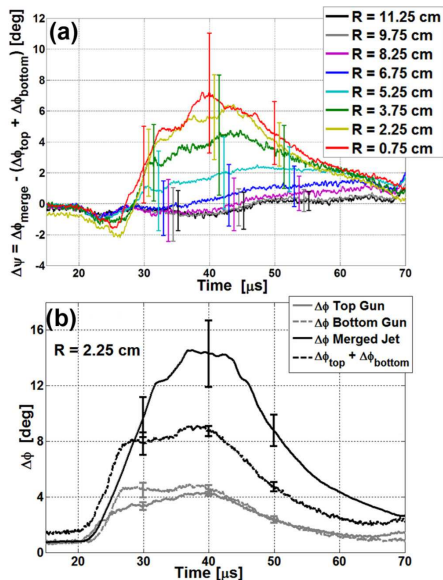 (a)
Δψ = Δϕmerge - (Δϕtop + Δϕbottom) [deg]
12
10
8
6
4
2
0
-2
-4
20
30
40
50
60
70
Time [μs]
R = 11.25 cm
R = 9.75 cm
R = 8.25 cm
R = 6.75 cm
R = 5.25 cm
R = 3.75 cm
R = 2.25 cm
R = 0.75 cm
(b)
R = 2.25 cm
Δϕ [deg]
16
12
8
4
0
20
30
40
50
60
70
Time [μs]
Δϕ Top Gun
Δϕ Bottom Gun
Δϕ Merged Jet
Δϕtop + Δϕbottom